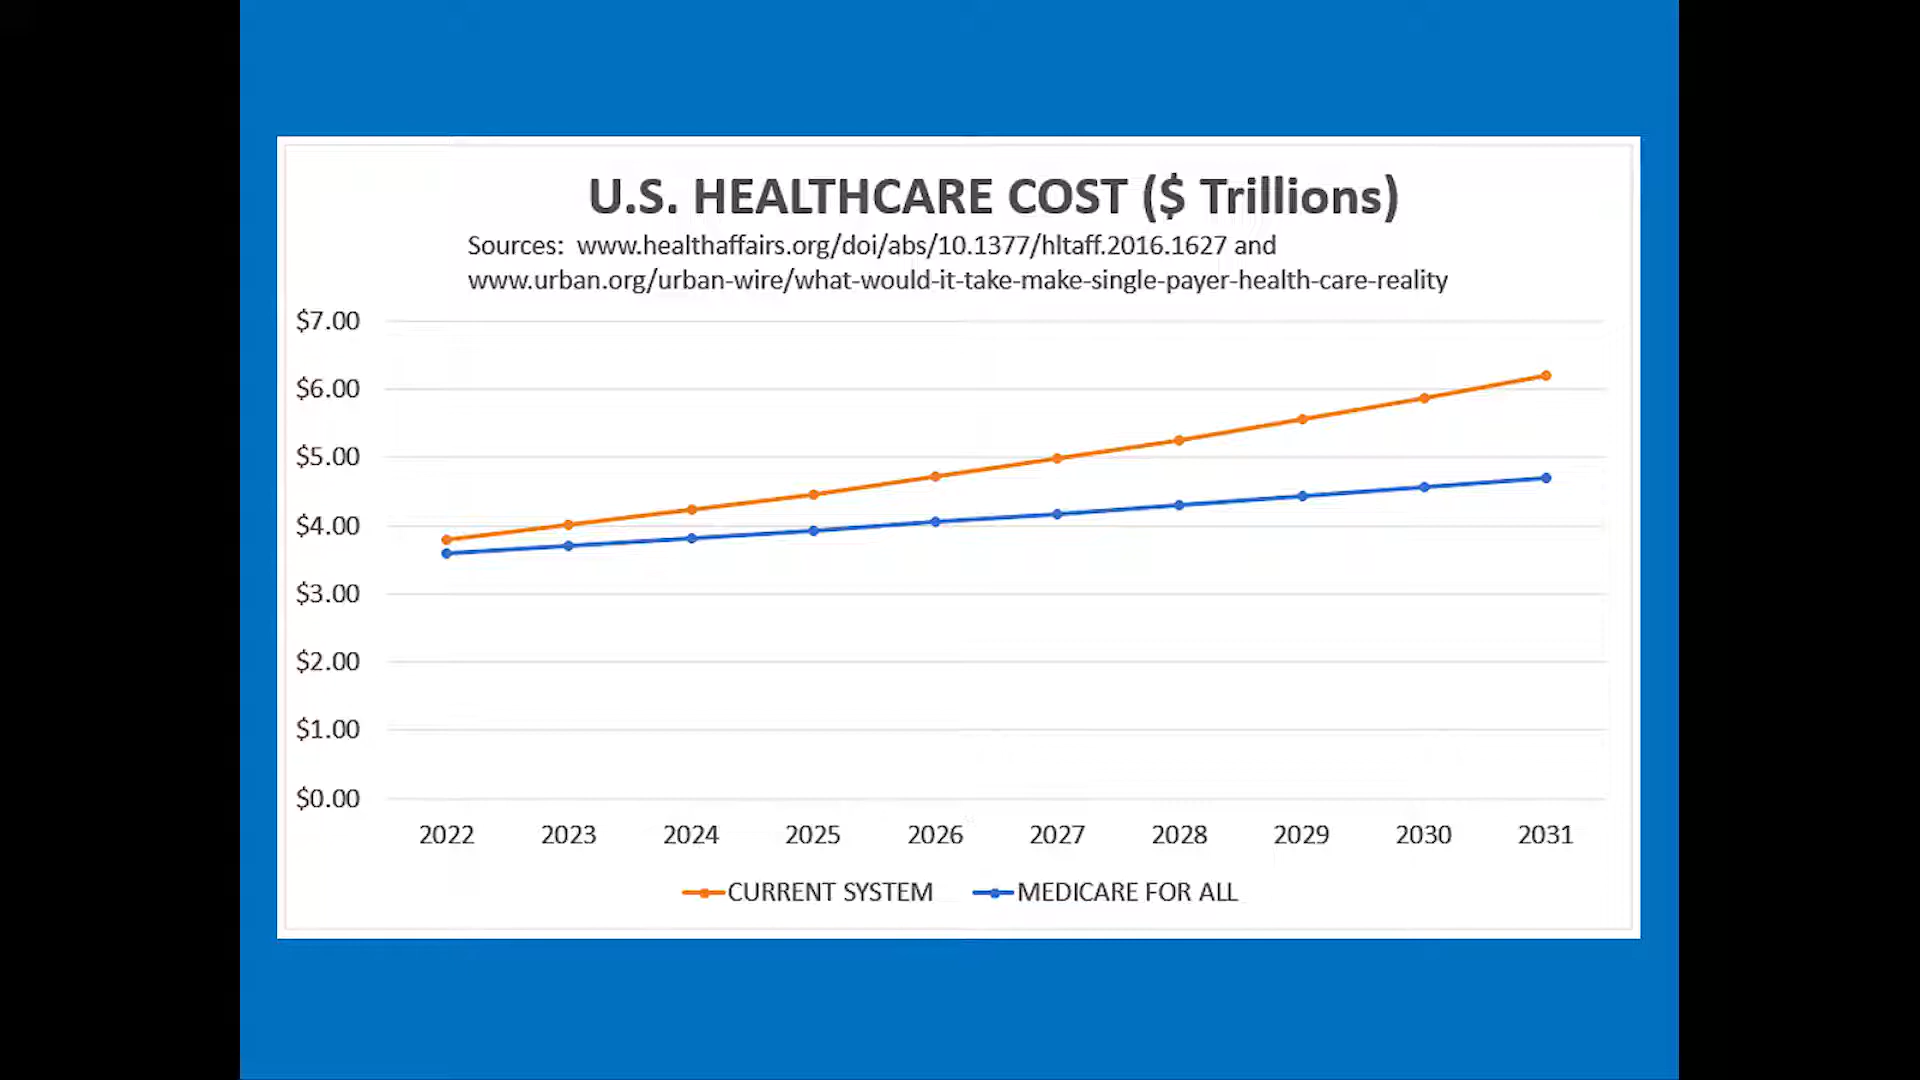 U.S. HEALTHCARE COST ($ Trillions)
Sources: www.healthaffairs.org/doi/abs/10.1377/hltaff.2016.1627 and
www.urban.org/urban-wire/what-would-it-take-make-single-payer-health-care-reality
$7.00
$6.00
$5.00
$4.00
$3.00
$2.00
$1.00
$0.00
2022 2023 2024 2025 2026 2027 2028 2029 2030 2031
CURRENT SYSTEM MEDICARE FOR ALL